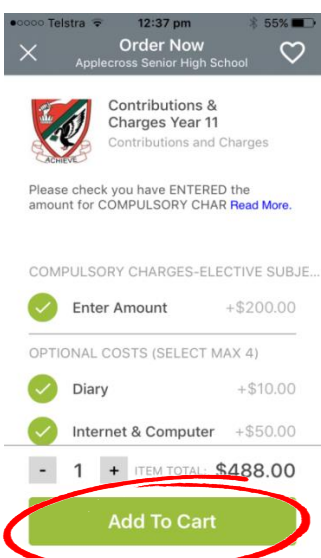 Telstra 12:37 pm 55%
Order Now
Applecross Senior High School
ACHIEVE
Contributions &
Charges Year 11
Contributions and Charges
Please check you have ENTERED the
amount for COMPULSORY CHAR Read More.
COMPULSORY CHARGES-ELECTIVE SUBJE...
Enter Amount +$200.00
OPTIONAL COSTS (SELECT MAX 4)
Diary +$10.00
Internet & Computer +$50.00
- 1 + ITEM TOTAL: $488.00
Add To Cart